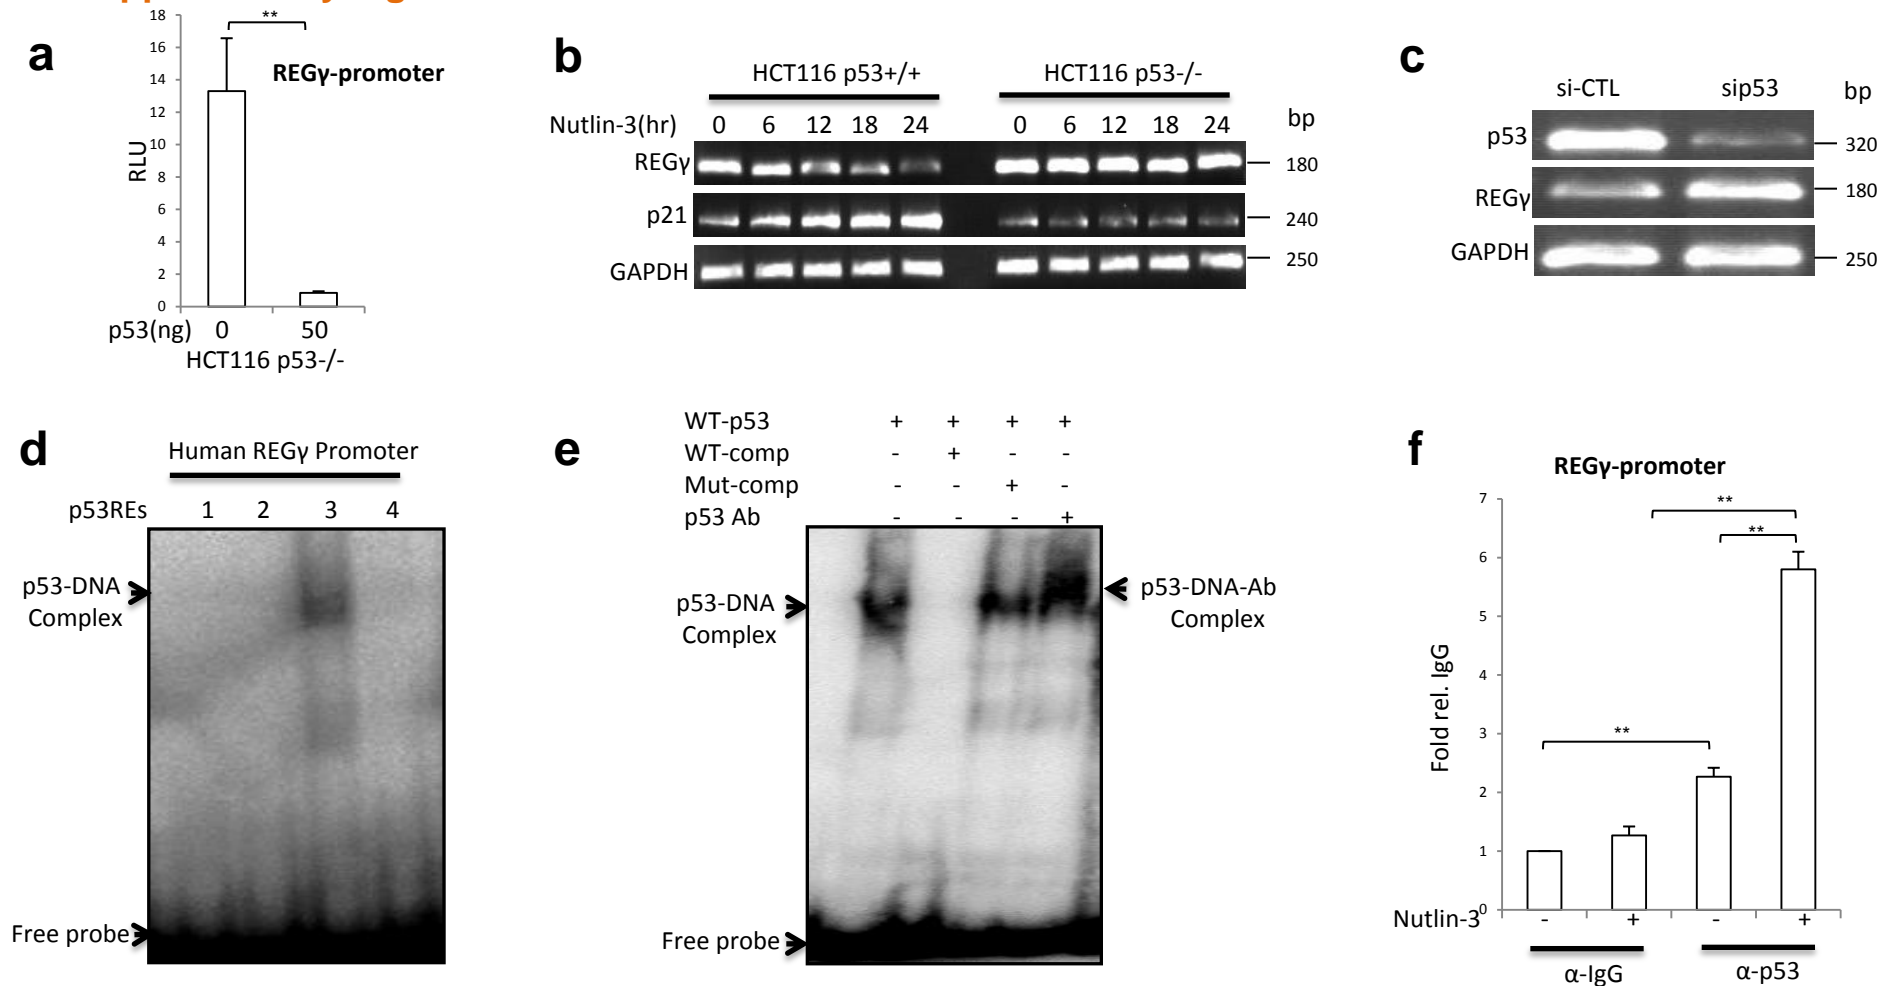 a
**
REGγ-promoter
18
16
14
12
10
8
6
4
2
0
RLU
p53(ng) 0 50
HCT116 p53-/-
b
HCT116 p53+/+ HCT116 p53-/-
Nutlin-3(hr) 0 6 12 18 24 0 6 12 18 24 bp
REGγ 180
p21 240
GAPDH 250
c
si-CTL sip53 bp
p53 320
REGγ 180
GAPDH 250
d
Human REGγ Promoter
p53REs 1 2 3 4
p53-DNA
Complex
Free probe
e
WT-p53 + + + +
WT-comp - + - -
Mut-comp - - + -
p53 Ab - - - +
p53-DNA
Complex
p53-DNA-Ab
Complex
Free probe
f
REGγ-promoter
7
6
5
4
3
2
1
0
Fold rel. IgG
**
**
**
Nutlin-3 - + - +
α-IgG α-p53